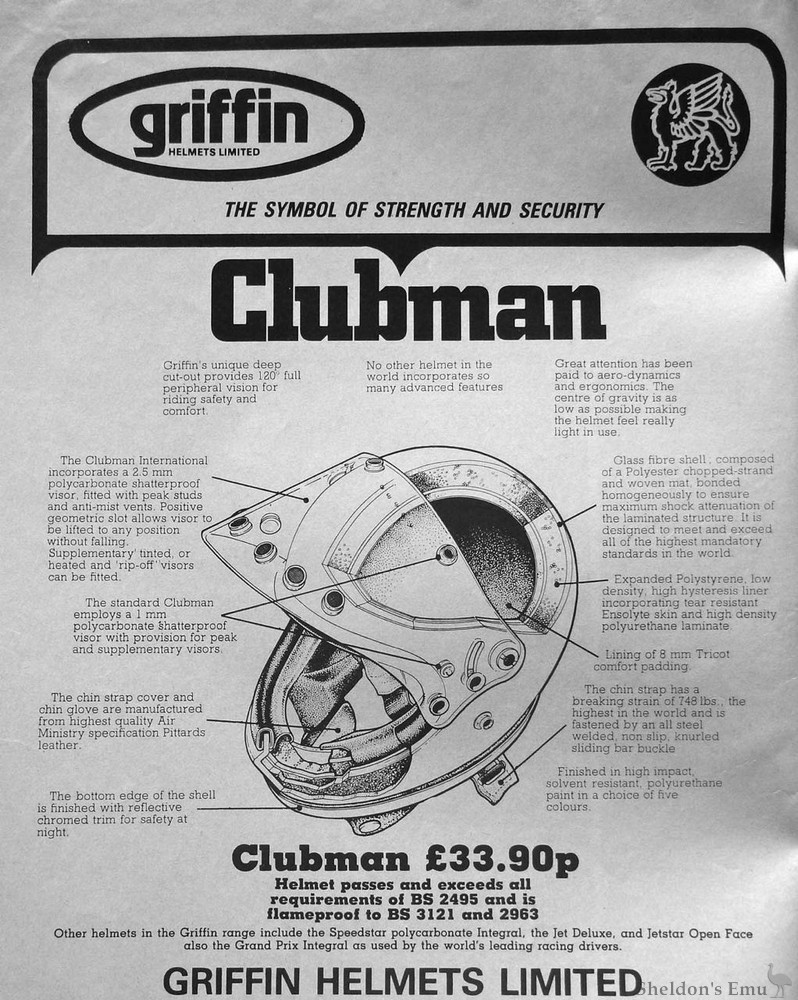 griffin
HELMETS LIMITED
THE SYMBOL OF STRENGTH AND SECURITY
Clubman
Griffin's unique deep
cut-out provides 120° full
peripheral vision for
riding safety and
comfort.
No other helmet in the
world incorporates so
many advanced features
Great attention has been
paid to aero-dynamics
and ergonomics. The
centre of gravity is as
low as possible making
the helmet feel really
light in use.
The Clubman International
incorporates a 2.5 mm
polycarbonate shatterproof
visor, fitted with peak studs
and anti-mist vents. Positive
geometric slot allows visor to
be lifted to any position
without falling.
Supplementary' tinted, or
heated and 'rip-off' visors
can be fitted.
The standard Clubman
employs a 1 mm
polycarbonate shatterproof
visor with provision for peak
and supplementary visors.
The chin strap cover and
chin glove are manufactured
from highest quality Air
Ministry specification Pittards
leather.
The bottom edge of the shell
is finished with reflective
chromed trim for safety at
night.
Glass fibre shell, composed
of a Polyester chopped-strand
and woven mat, bonded
homogeneously to ensure
maximum shock attenuation of
the laminated structure. It is
designed to meet and exceed
all of the highest mandatory
standards in the world.
Expanded Polystyrene, low
density, high hysteresis liner
incorporating tear resistant
Ensolyte skin and high density
polyurethane laminate.
Lining of 8 mm Tricot
comfort padding.
The chin strap has a
breaking strain of 748 lbs., the
highest in the world and is
fastened by an all steel
welded, non slip, knurled
sliding bar buckle
Finished in high impact,
solvent resistant, polyurethane
paint in a choice of five
colours.
Clubman £33.90p
Helmet passes and exceeds all
requirements of BS 2495 and is
flameproof to BS 3121 and 2963
Other helmets in the Griffin range include the Speedstar polycarbonate Integral, the Jet Deluxe, and Jetstar Open Face
also the Grand Prix Integral as used by the world's leading racing drivers.
GRIFFIN HELMETS LIMITED
Sheldon's Emu